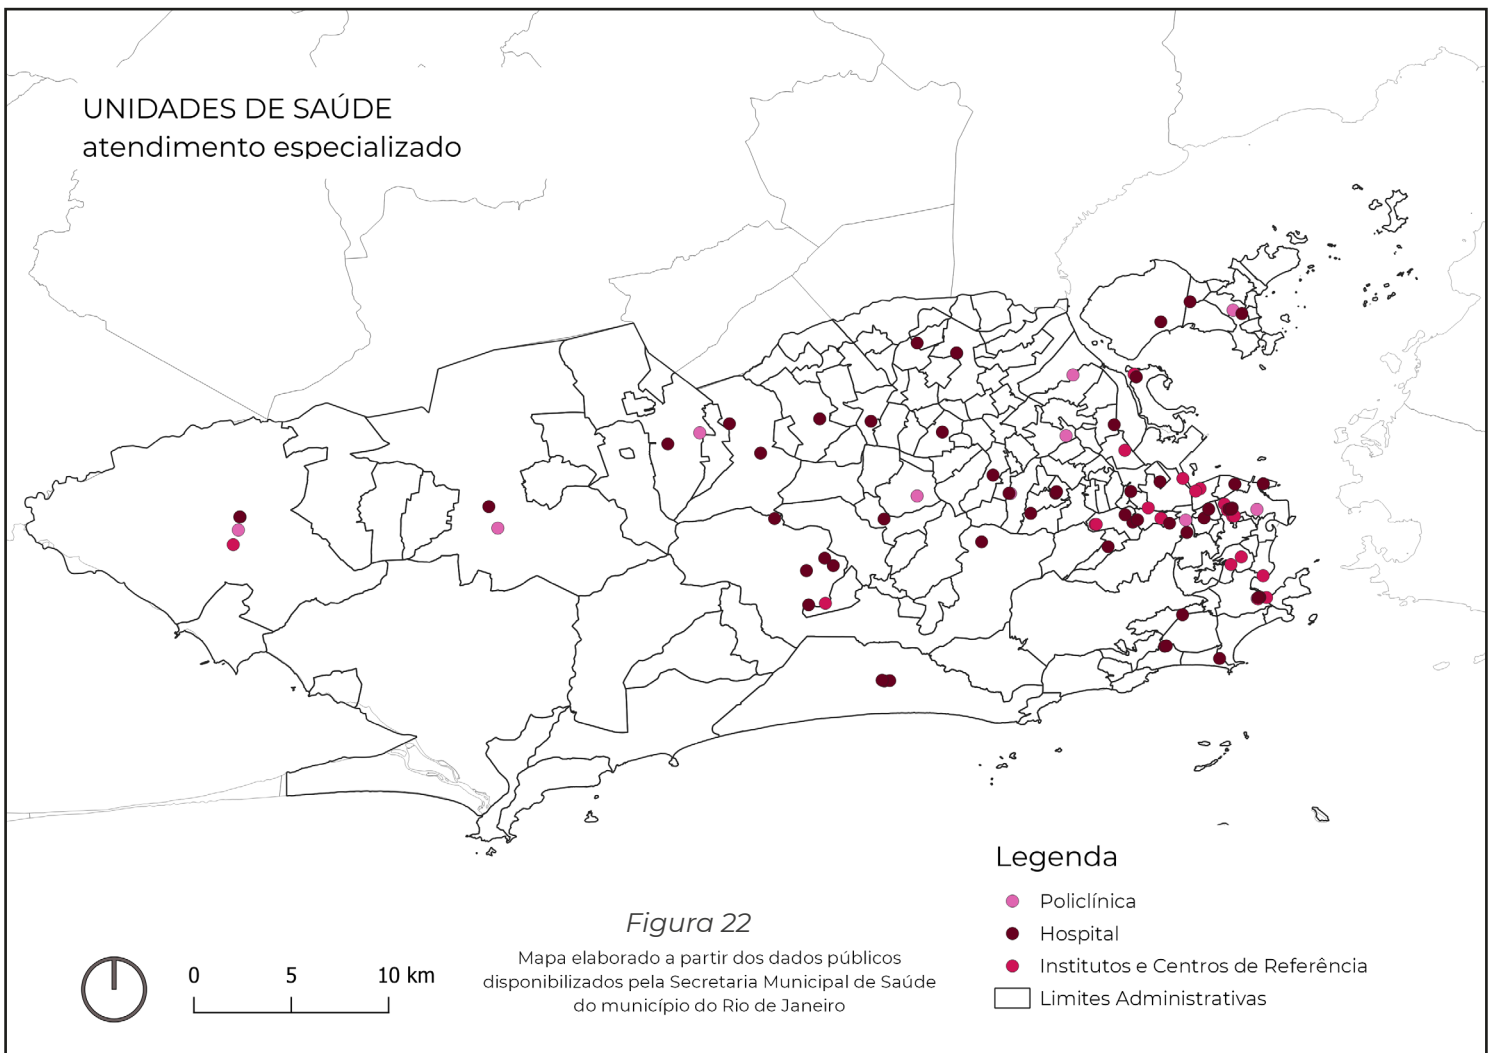 UNIDADES DE SAÚDE
atendimento especializado
Legenda
Policlínica
Hospital
Institutos e Centros de Referência
Limites Administrativas
Figura 22
Mapa elaborado a partir dos dados públicos
disponibilizados pela Secretaria Municipal de Saúde
do município do Rio de Janeiro
0 5 10 km